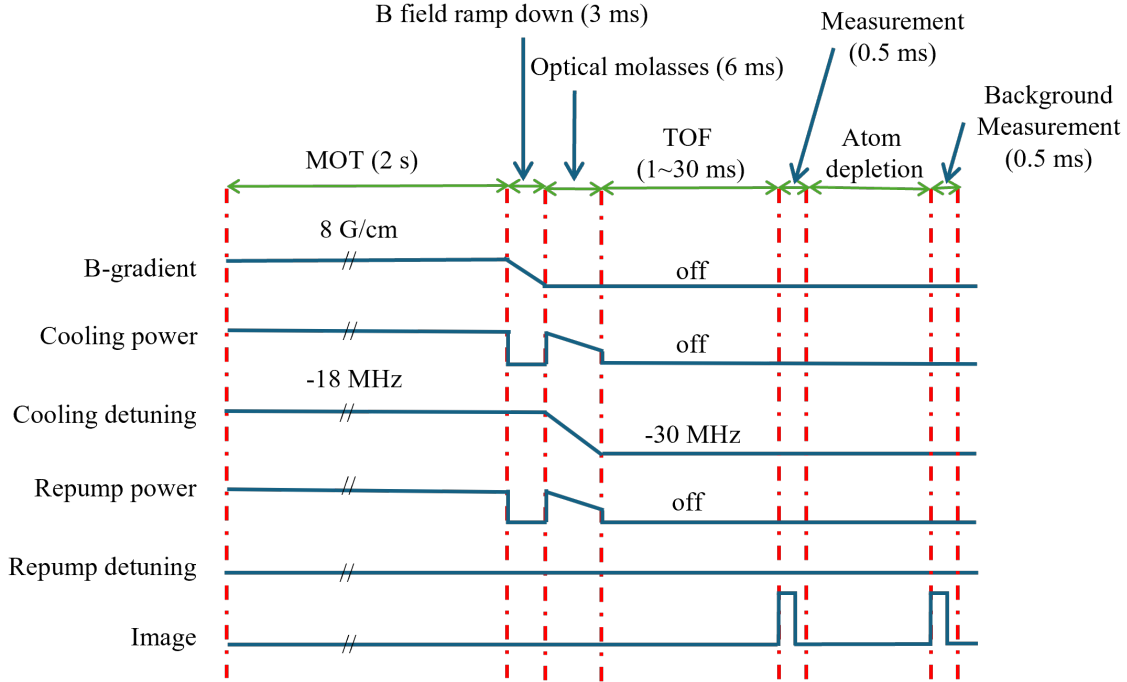 B field ramp down (3 ms)
Measurement
(0.5 ms)
Optical molasses (6 ms)
Background
Measurement
(0.5 ms)
MOT (2 s)
TOF
(1~30 ms)
Atom
depletion
8 G/cm
B-gradient
off
Cooling power
off
-18 MHz
Cooling detuning
-30 MHz
Repump power
off
Repump detuning
Image